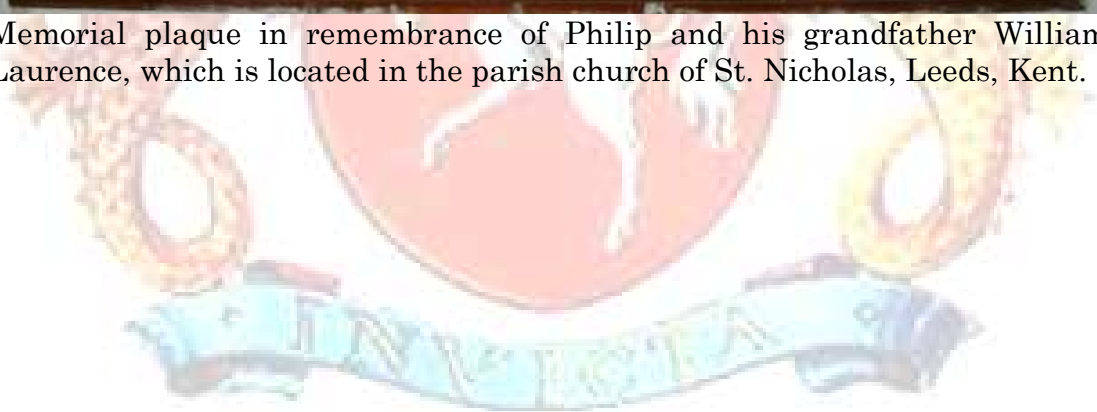 Memorial plaque in remembrance of Philip and his grandfather William
Laurence, which is located in the parish church of St. Nicholas, Leeds, Kent.
INVICTA